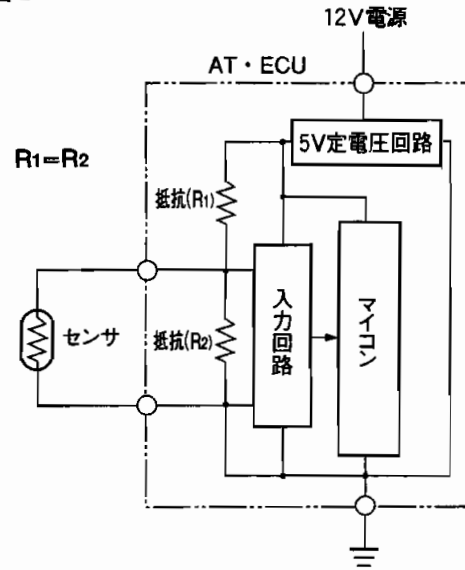 12V電源
AT・ECU
5V定電圧回路
R1=R2
抵抗(R1)
センサ
抵抗(R2)
入力回路
マイコン